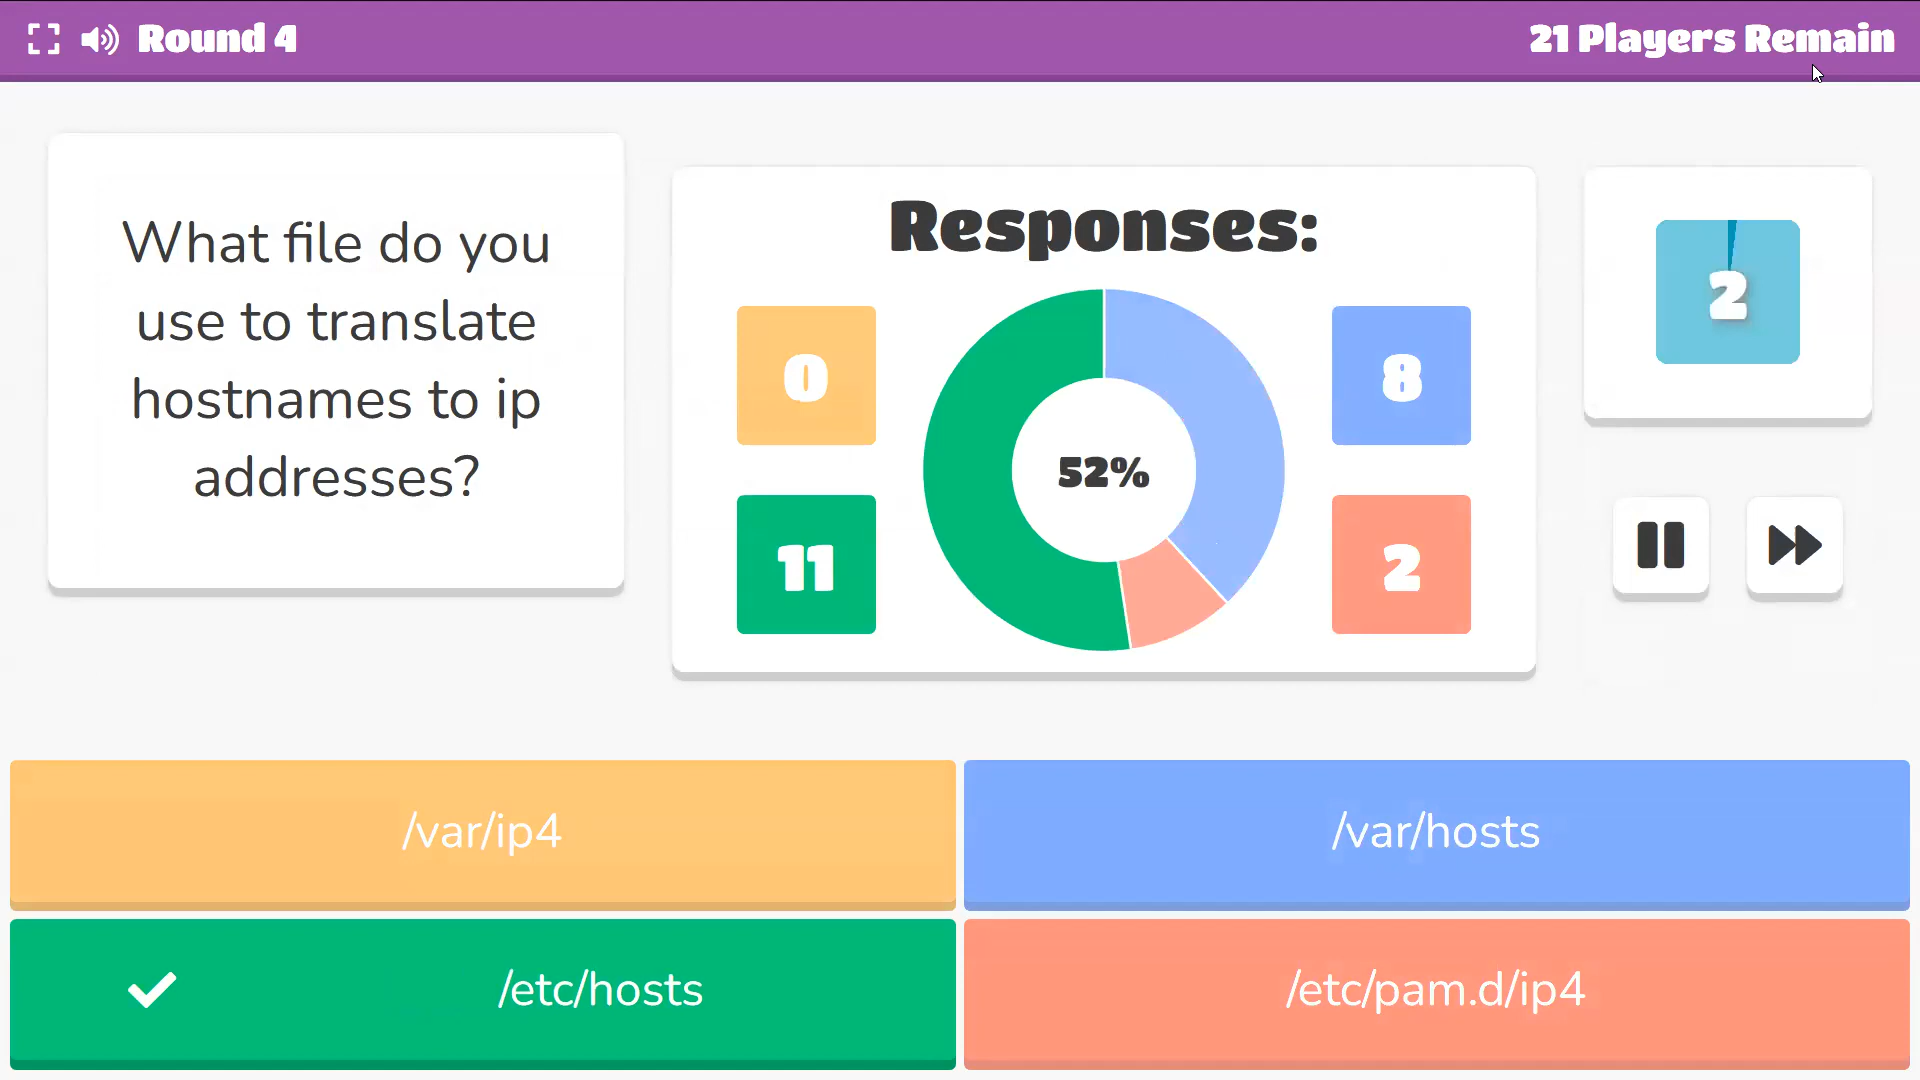 Round 4
21 Players Remain
What file do you
use to translate
hostnames to ip
addresses?
Responses:
0
8
52%
11
2
2
/var/ip4
/var/hosts
/etc/hosts
/etc/pam.d/ip4